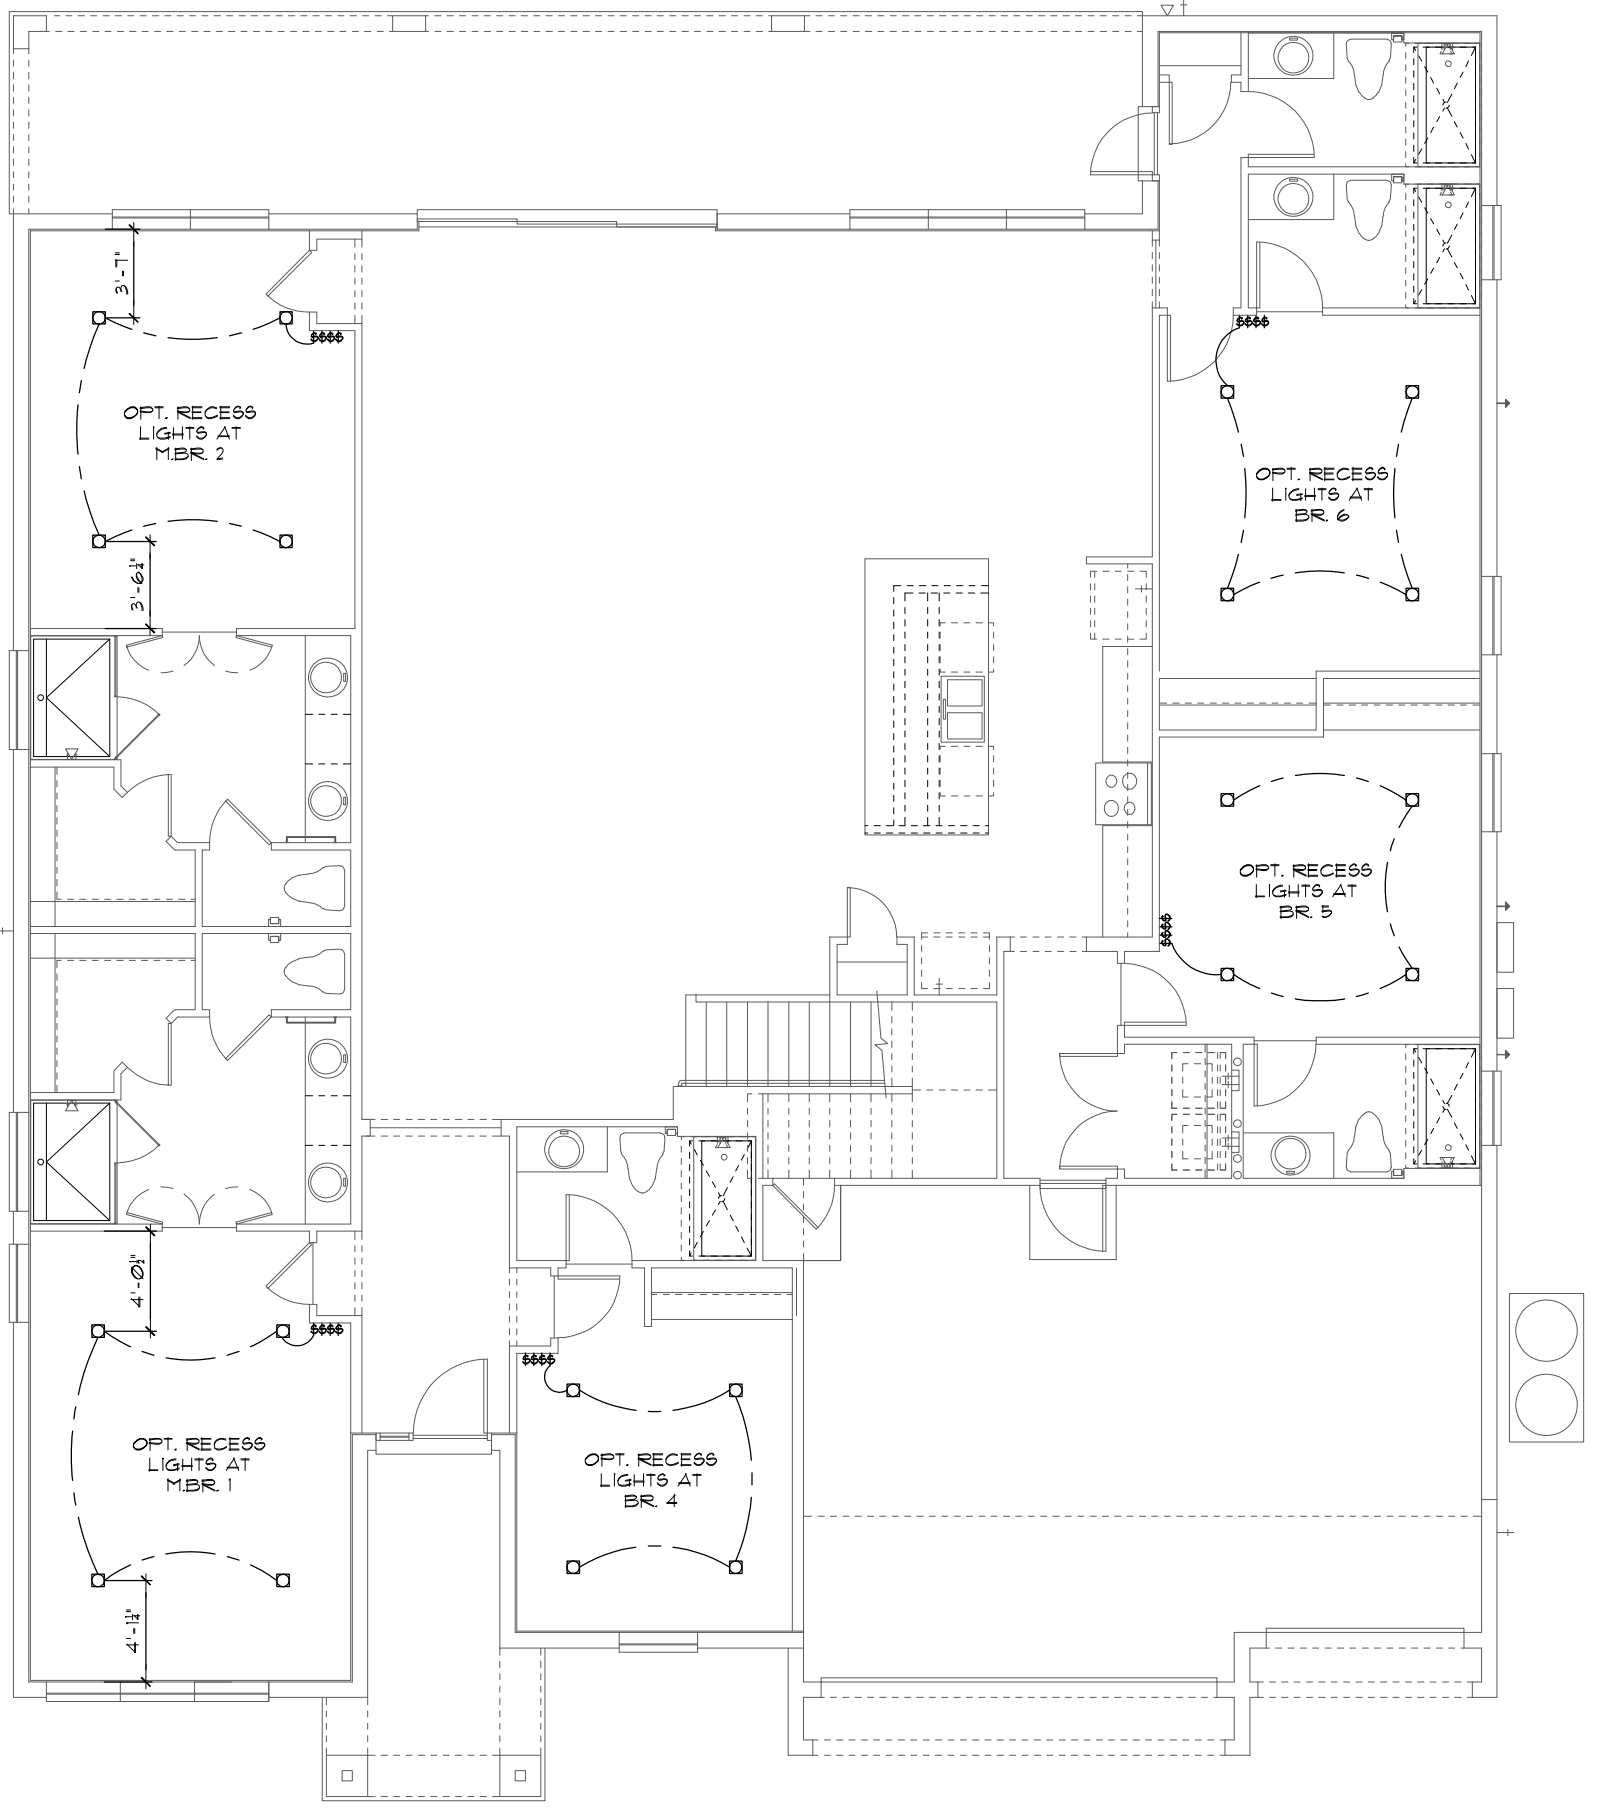 3'-7"
$$$$
$$$$
OPT. RECESS
LIGHTS AT
M.BR. 2
OPT. RECESS
LIGHTS AT
BR. 6
3'-6½"
OPT. RECESS
LIGHTS AT
BR. 5
$$$$
4'-0½"
$$$$
$$$$
OPT. RECESS
LIGHTS AT
M.BR. 1
OPT. RECESS
LIGHTS AT
BR. 4
4'-1¼"